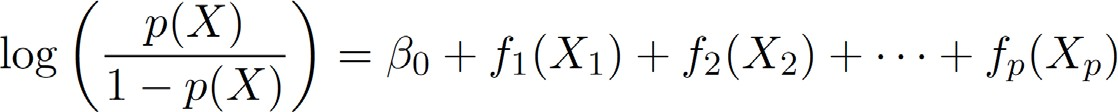 log ( p(X) / 1 − p(X) ) = β₀ + f₁(X₁) + f₂(X₂) + ··· + fₚ(Xₚ)